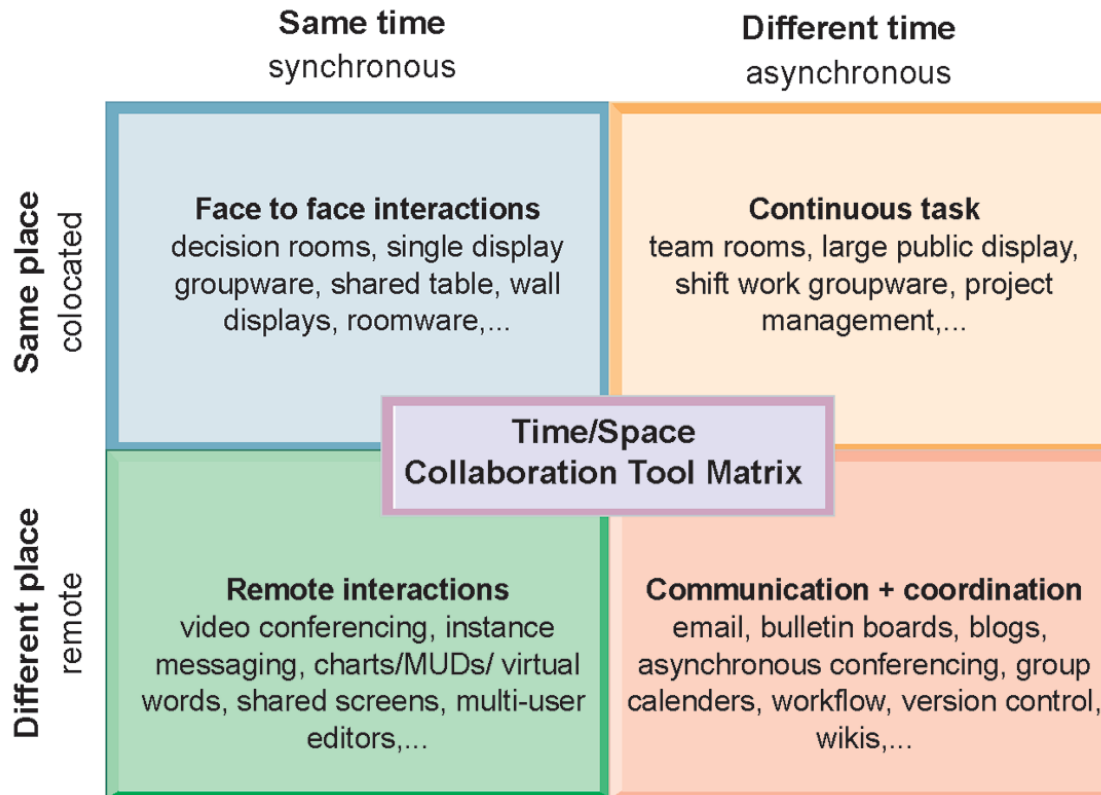 Same time
synchronous
Different time
asynchronous
Same place
colocated
Face to face interactions
decision rooms, single display
groupware, shared table, wall
displays, roomware,...
Continuous task
team rooms, large public display,
shift work groupware, project
management,...
Time/Space
Collaboration Tool Matrix
Different place
remote
Remote interactions
video conferencing, instance
messaging, charts/MUDs/ virtual
words, shared screens, multi-user
editors,...
Communication + coordination
email, bulletin boards, blogs,
asynchronous conferencing, group
calenders, workflow, version control,
wikis,...